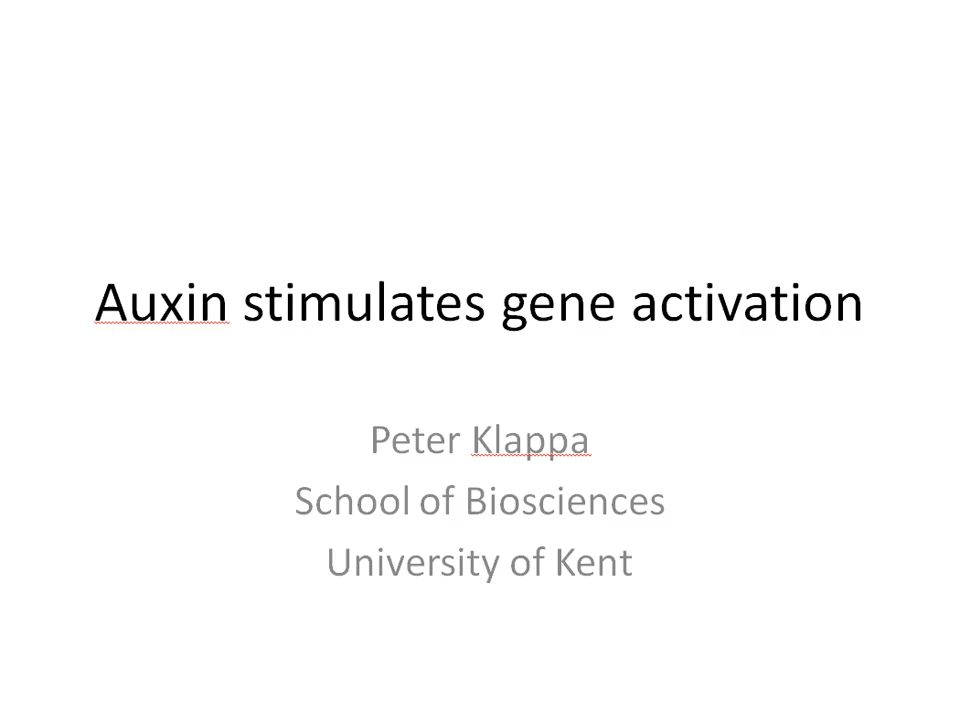 Auxin stimulates gene activation
Peter Klappa
School of Biosciences
University of Kent